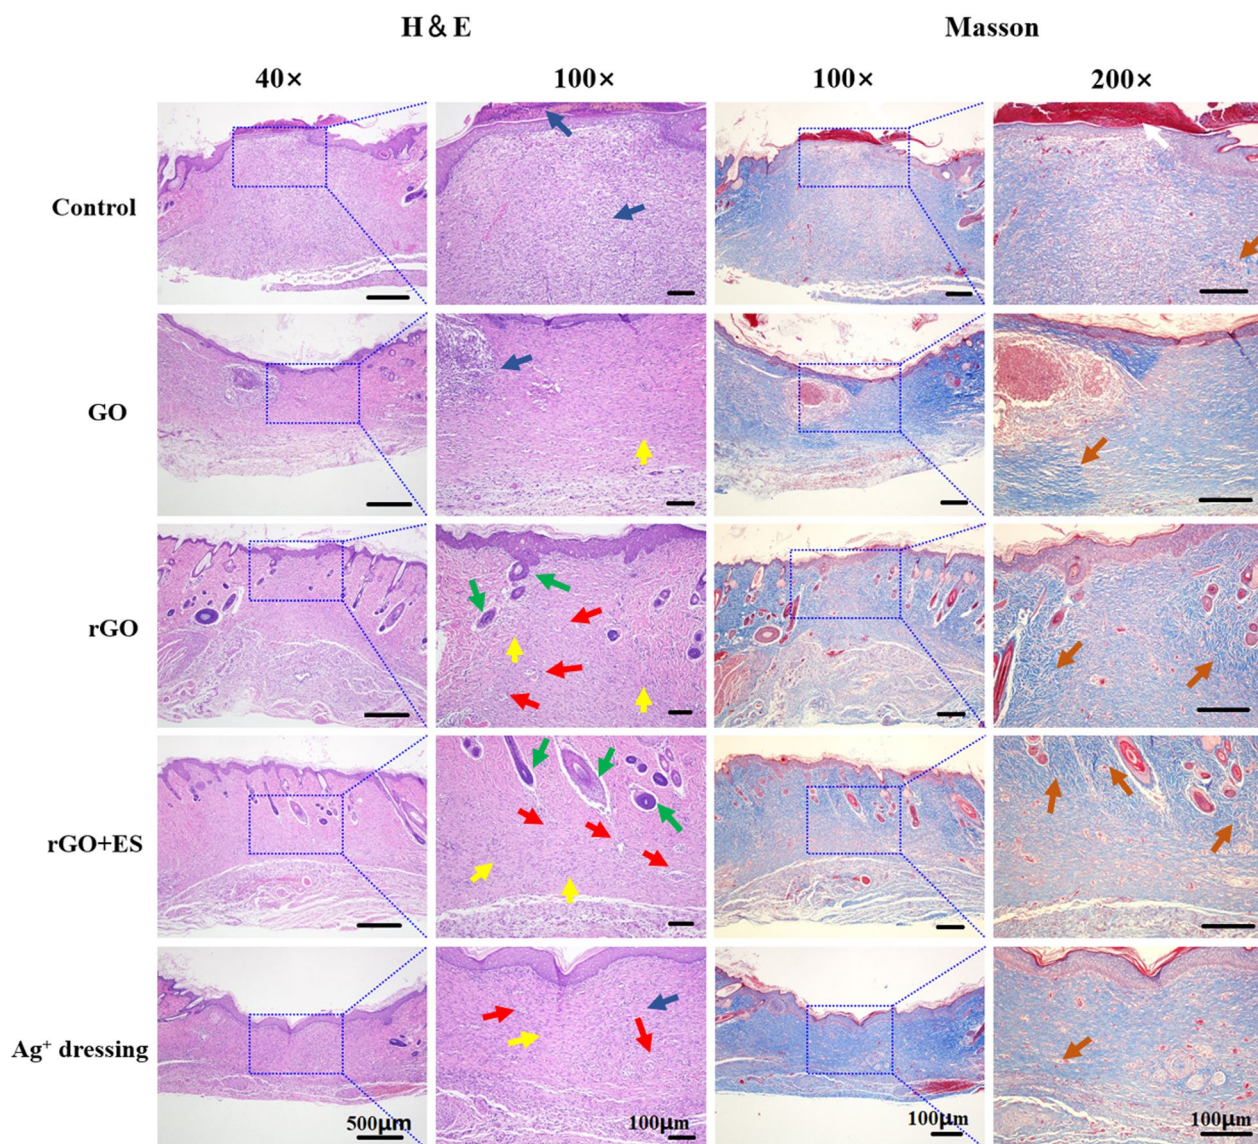 H & E Masson
40× 100× 100× 200×
Control
GO
rGO
rGO+ES
Ag⁺ dressing
500μm 100μm 100μm 100μm